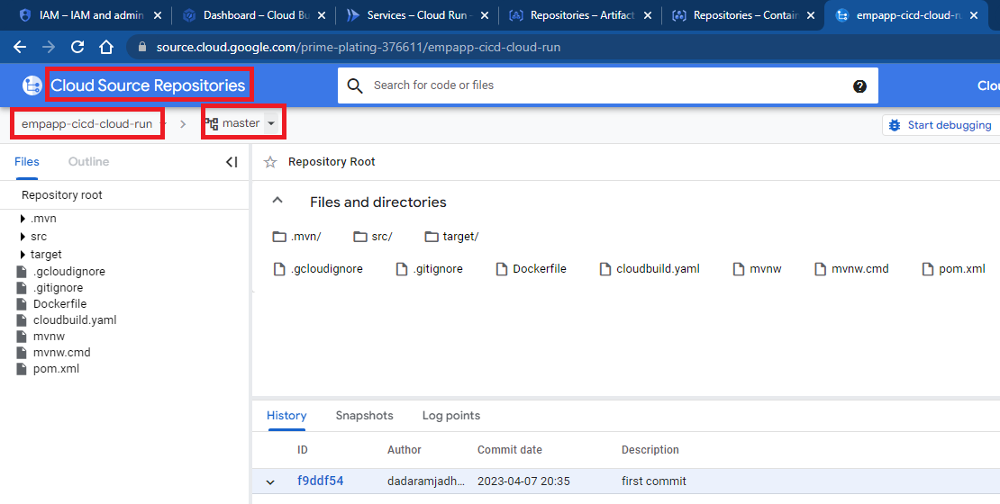 IAM – IAM and admin
Dashboard – Cloud Bu
Services – Cloud Run –
Repositories – Artifact
Repositories – Contain
empapp-cicd-cloud-ru
source.cloud.google.com/prime-plating-376611/empapp-cicd-cloud-run
Cloud Source Repositories
Search for code or files
Clou
empapp-cicd-cloud-run
master
Start debugging
Files
Outline
Repository Root
Repository root
.mvn
src
target
.gcloudignore
.gitignore
Dockerfile
cloudbuild.yaml
mvnw
mvnw.cmd
pom.xml
Files and directories
.mvn/
src/
target/
.gcloudignore
.gitignore
Dockerfile
cloudbuild.yaml
mvnw
mvnw.cmd
pom.xml
History
Snapshots
Log points
ID
Author
Commit date
Description
f9ddf54
dadaramjadh...
2023-04-07 20:35
first commit